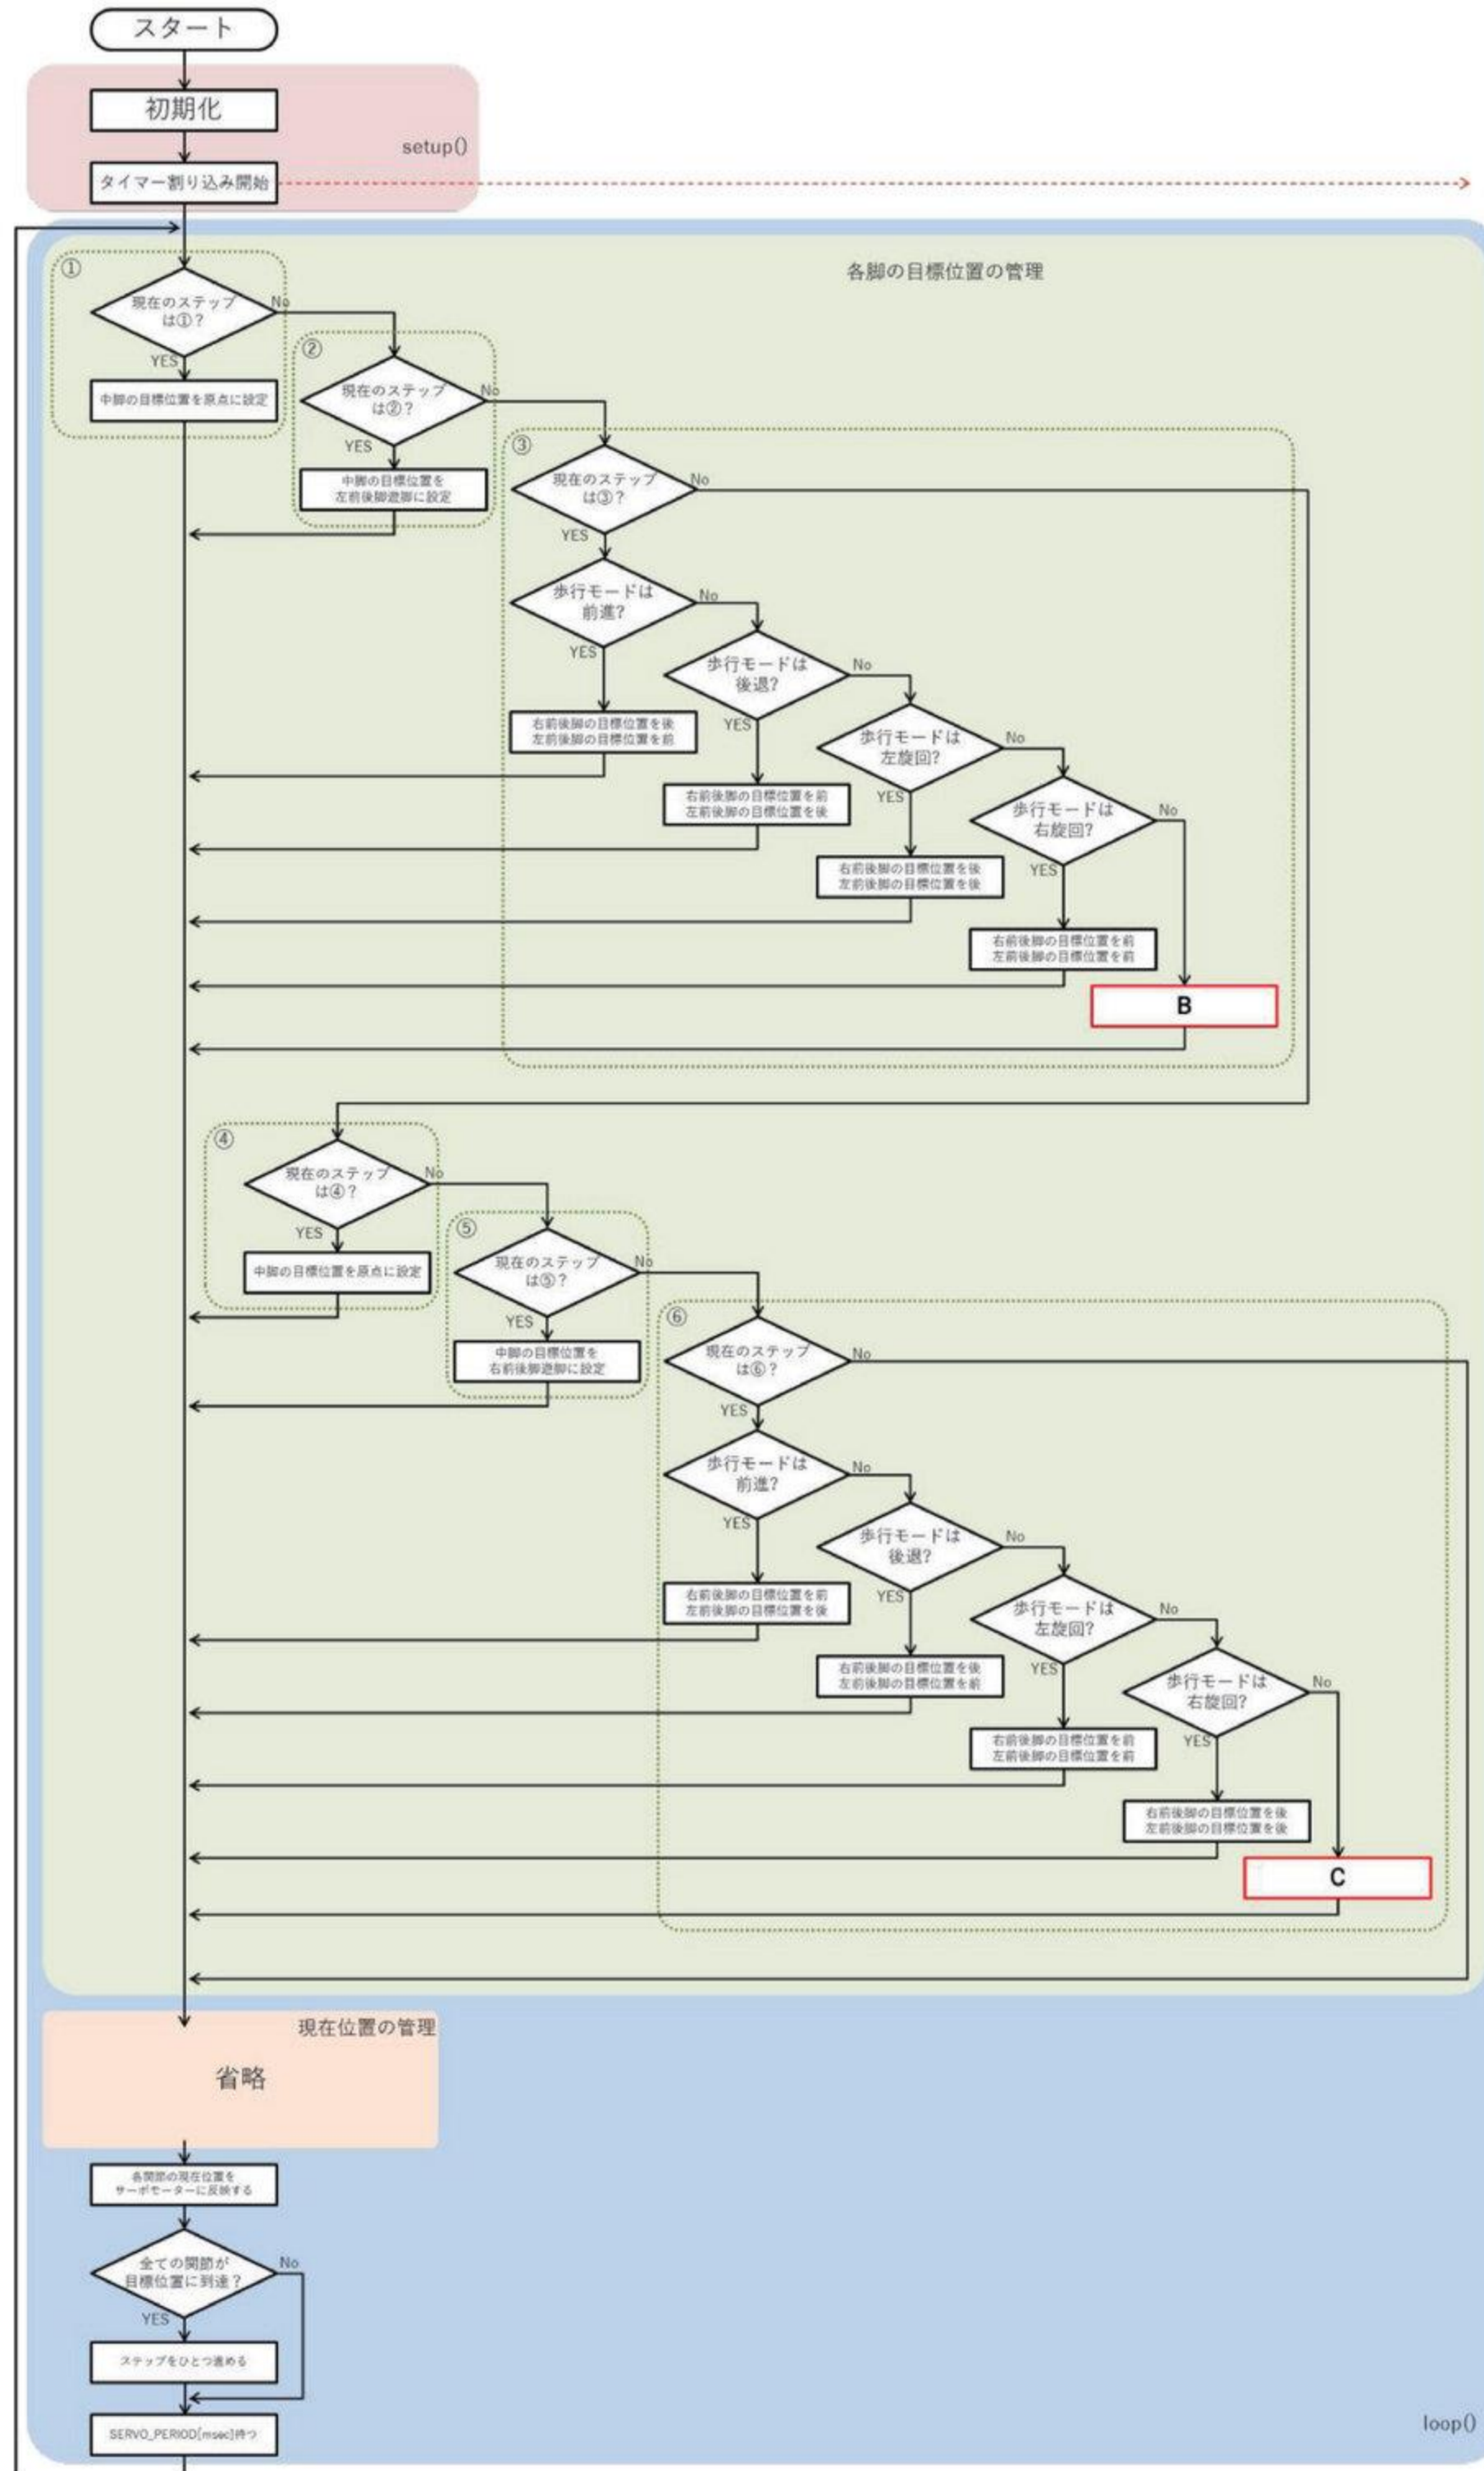 スタート
初期化
setup()
タイマー割り込み開始
各脚の目標位置の管理
①
現在のステップ
は①？
No
YES
中脚の目標位置を原点に設定
②
現在のステップ
は②？
No
YES
中脚の目標位置を
左前後脚遊脚に設定
③
現在のステップ
は③？
No
YES
歩行モードは
前進?
No
YES
右前後脚の目標位置を後
左前後脚の目標位置を前
歩行モードは
後退?
No
YES
右前後脚の目標位置を前
左前後脚の目標位置を後
歩行モードは
左旋回?
No
YES
右前後脚の目標位置を後
左前後脚の目標位置を後
歩行モードは
右旋回?
No
YES
右前後脚の目標位置を前
左前後脚の目標位置を前
B
④
現在のステップ
は④？
No
YES
中脚の目標位置を原点に設定
⑤
現在のステップ
は⑤？
No
YES
中脚の目標位置を
右前後脚遊脚に設定
⑥
現在のステップ
は⑥？
No
YES
歩行モードは
前進?
No
YES
右前後脚の目標位置を前
左前後脚の目標位置を後
歩行モードは
後退?
No
YES
右前後脚の目標位置を後
左前後脚の目標位置を前
歩行モードは
左旋回?
No
YES
右前後脚の目標位置を前
左前後脚の目標位置を前
歩行モードは
右旋回?
No
YES
右前後脚の目標位置を後
左前後脚の目標位置を後
C
現在位置の管理
省略
各関節の現在位置を
サーボモーターに反映する
全ての関節が
目標位置に到達？
No
YES
ステップをひとつ進める
SERVO_PERIOD[msec]待つ
loop()